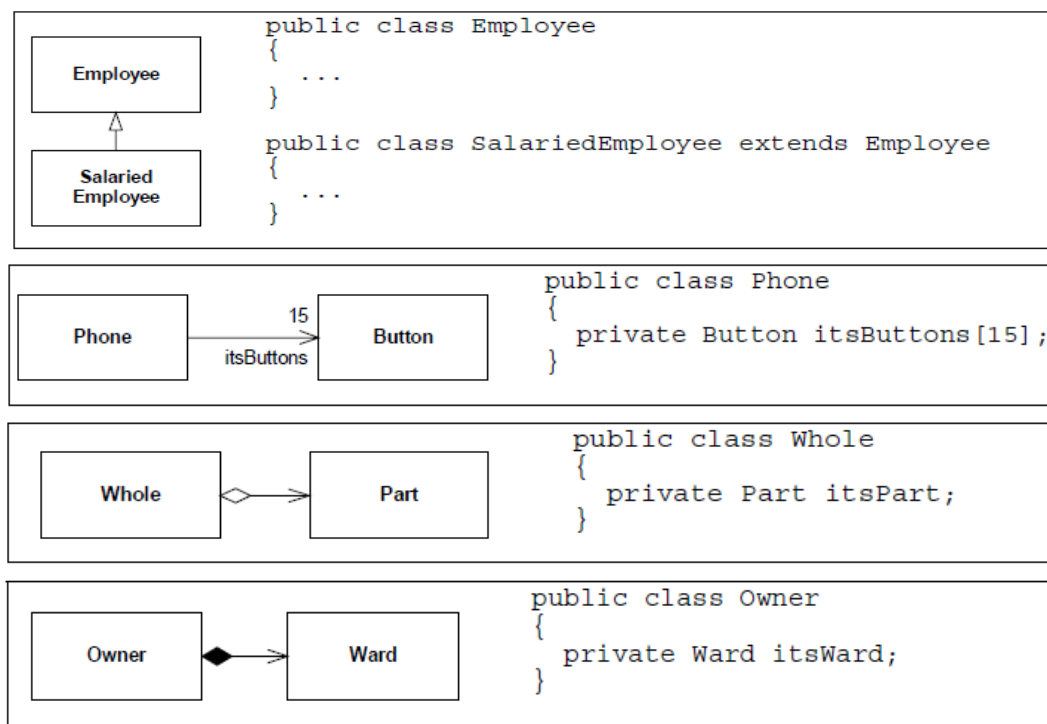 Employee
Salaried
Employee
public class Employee
{
...
}
public class SalariedEmployee extends Employee
{
...
}
Phone
15
itsButtons
Button
public class Phone
{
private Button itsButtons[15];
}
Whole
Part
public class Whole
{
private Part itsPart;
}
Owner
Ward
public class Owner
{
private Ward itsWard;
}